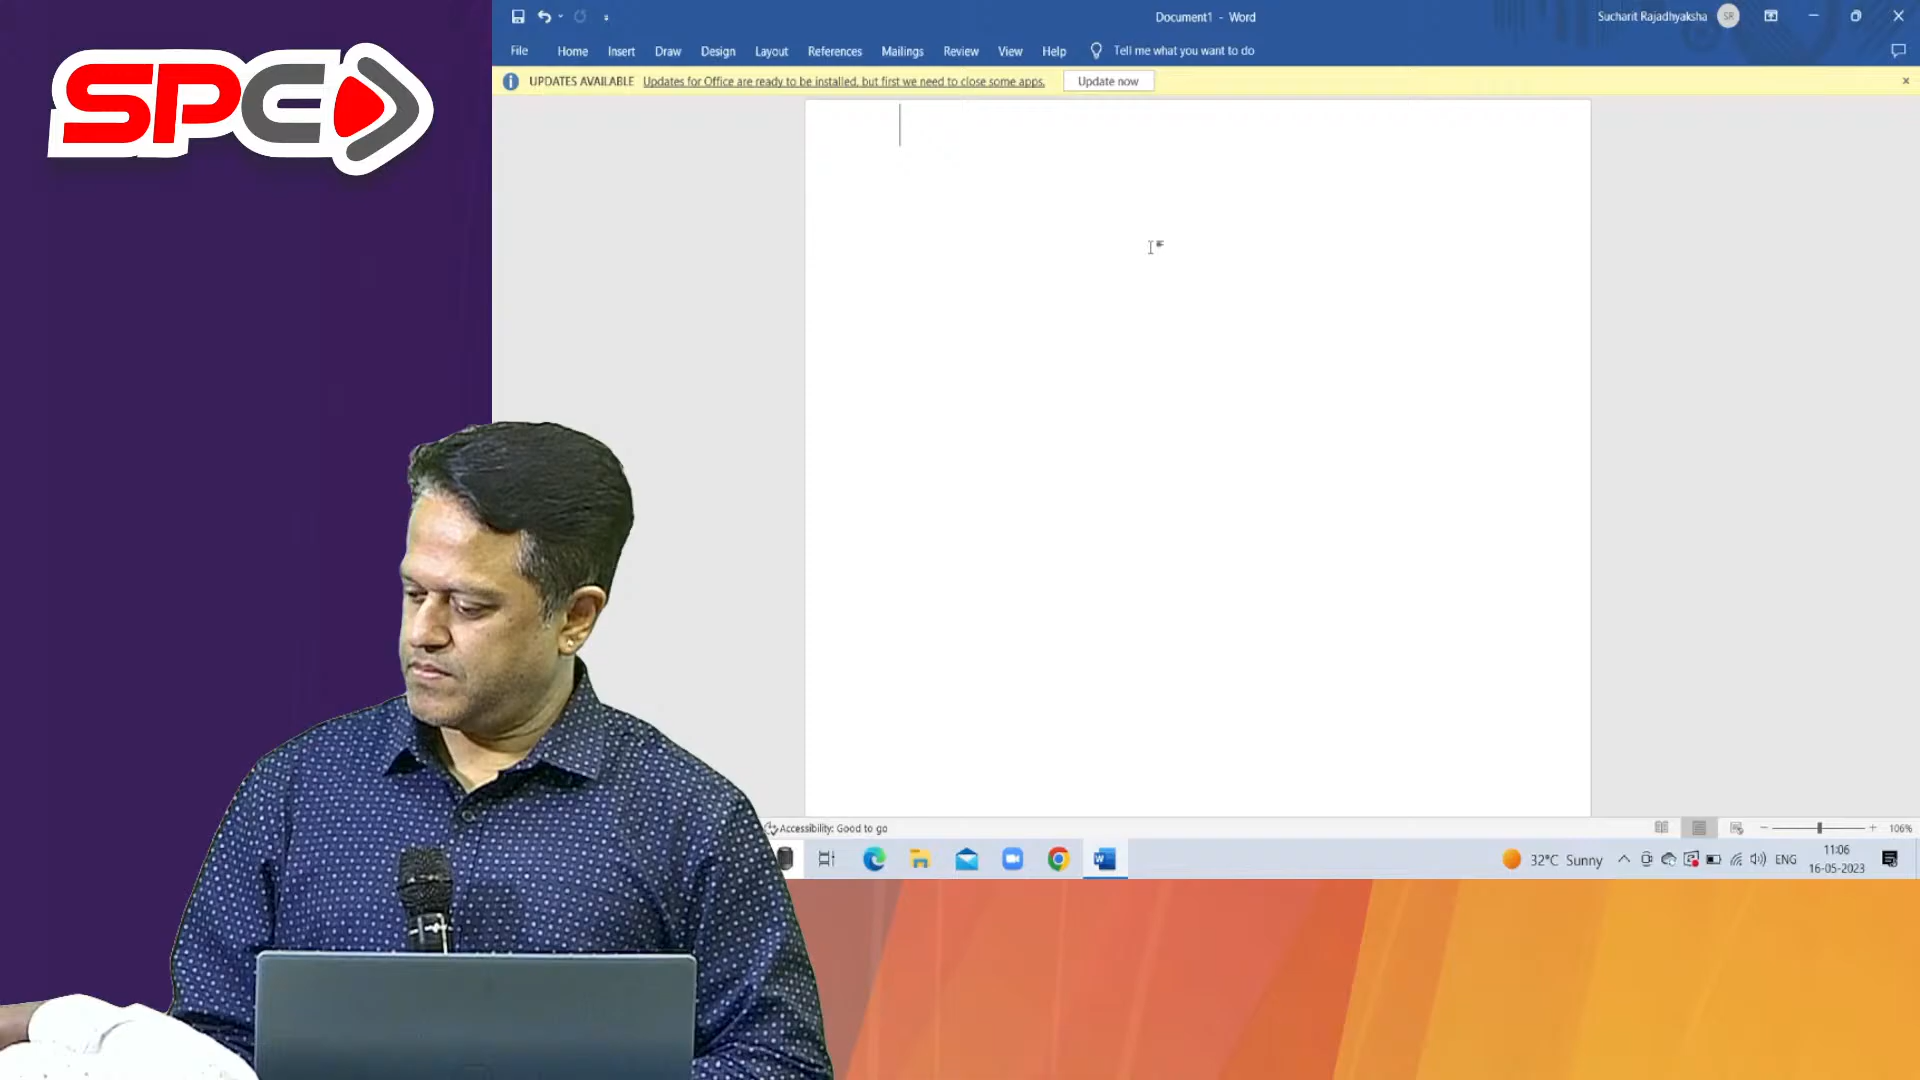 SPE
Document1 - Word
Sucharit Rajadhyaksha
SR
File
Home
Insert
Draw
Design
Layout
References
Mailings
Review
View
Help
Tell me what you want to do
UPDATES AVAILABLE Updates for Office are ready to be installed, but first we need to close some apps.
Update now
Accessibility: Good to go
106%
32°C Sunny
ENG
11:06
16-05-2023